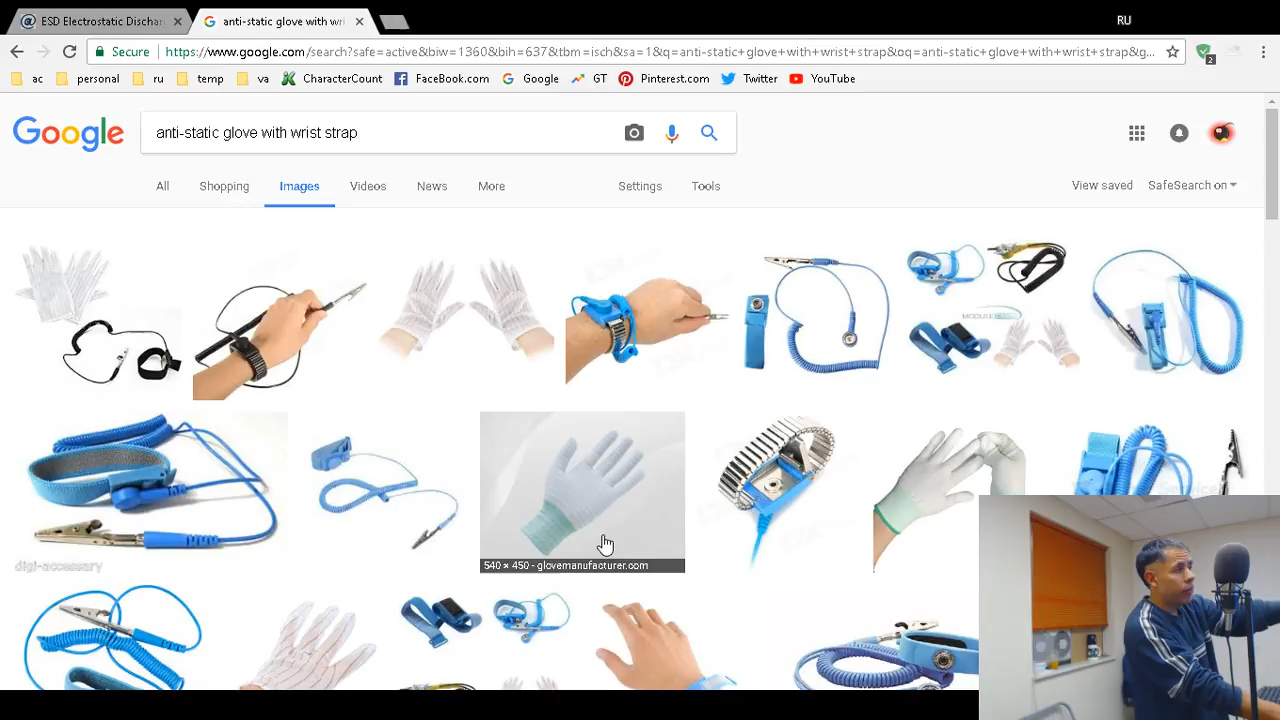 RU
ESD Electrostatic Dischar
anti-static glove with wri
Secure
https://www.google.com/search?safe=active&biw=1360&bih=637&tbm=isch&sa=1&q=anti-static+glove+with+wrist+strap&oq=anti-static+glove+with+wrist+strap&g...
2
ac personal ru temp va CharacterCount FaceBook.com Google GT Pinterest.com Twitter YouTube
Google
anti-static glove with wrist strap
All Shopping Images Videos News More Settings Tools View saved SafeSearch on
digi-accessary
540 × 450 - glovemanufacturer.com